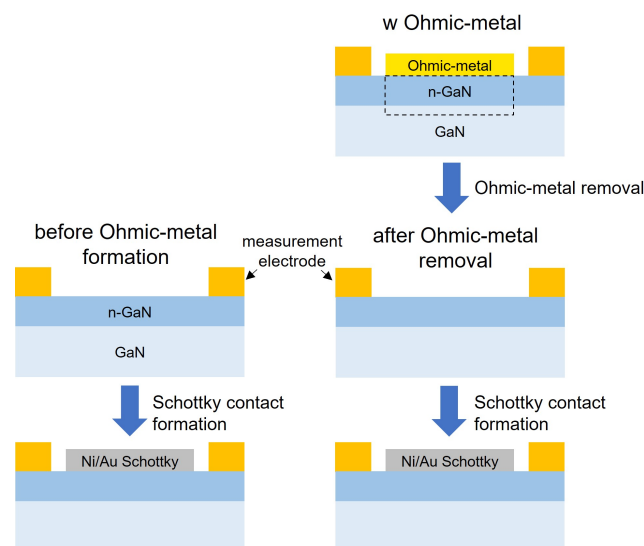 w Ohmic-metal
Ohmic-metal
n-GaN
GaN
Ohmic-metal removal
before Ohmic-metal
formation
measurement
electrode
after Ohmic-metal
removal
n-GaN
GaN
Schottky contact
formation
Schottky contact
formation
Ni/Au Schottky
Ni/Au Schottky